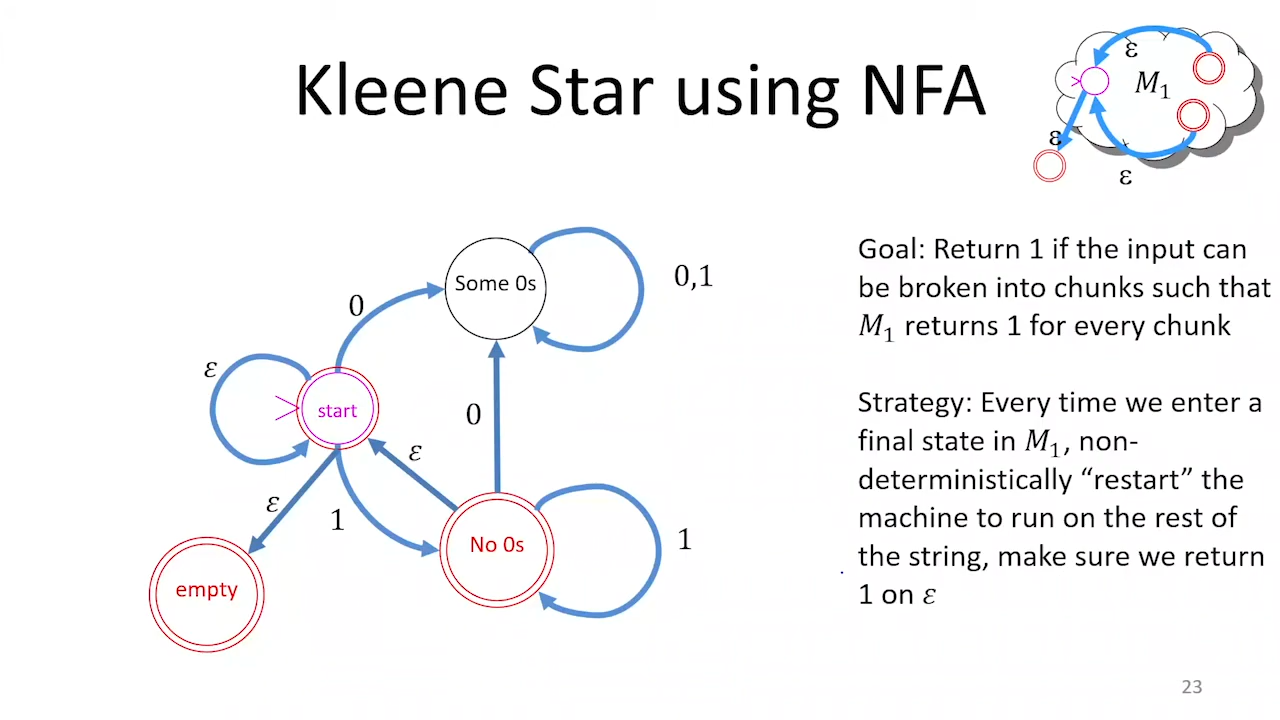 Kleene Star using NFA
ε
M₁
ε
ε
Goal: Return 1 if the input can
be broken into chunks such that
M₁ returns 1 for every chunk
Strategy: Every time we enter a
final state in M₁, non-
deterministically “restart” the
machine to run on the rest of
the string, make sure we return
1 on ε
Some 0s
0,1
0
ε
start
0
ε
ε
1
No 0s
1
empty
23